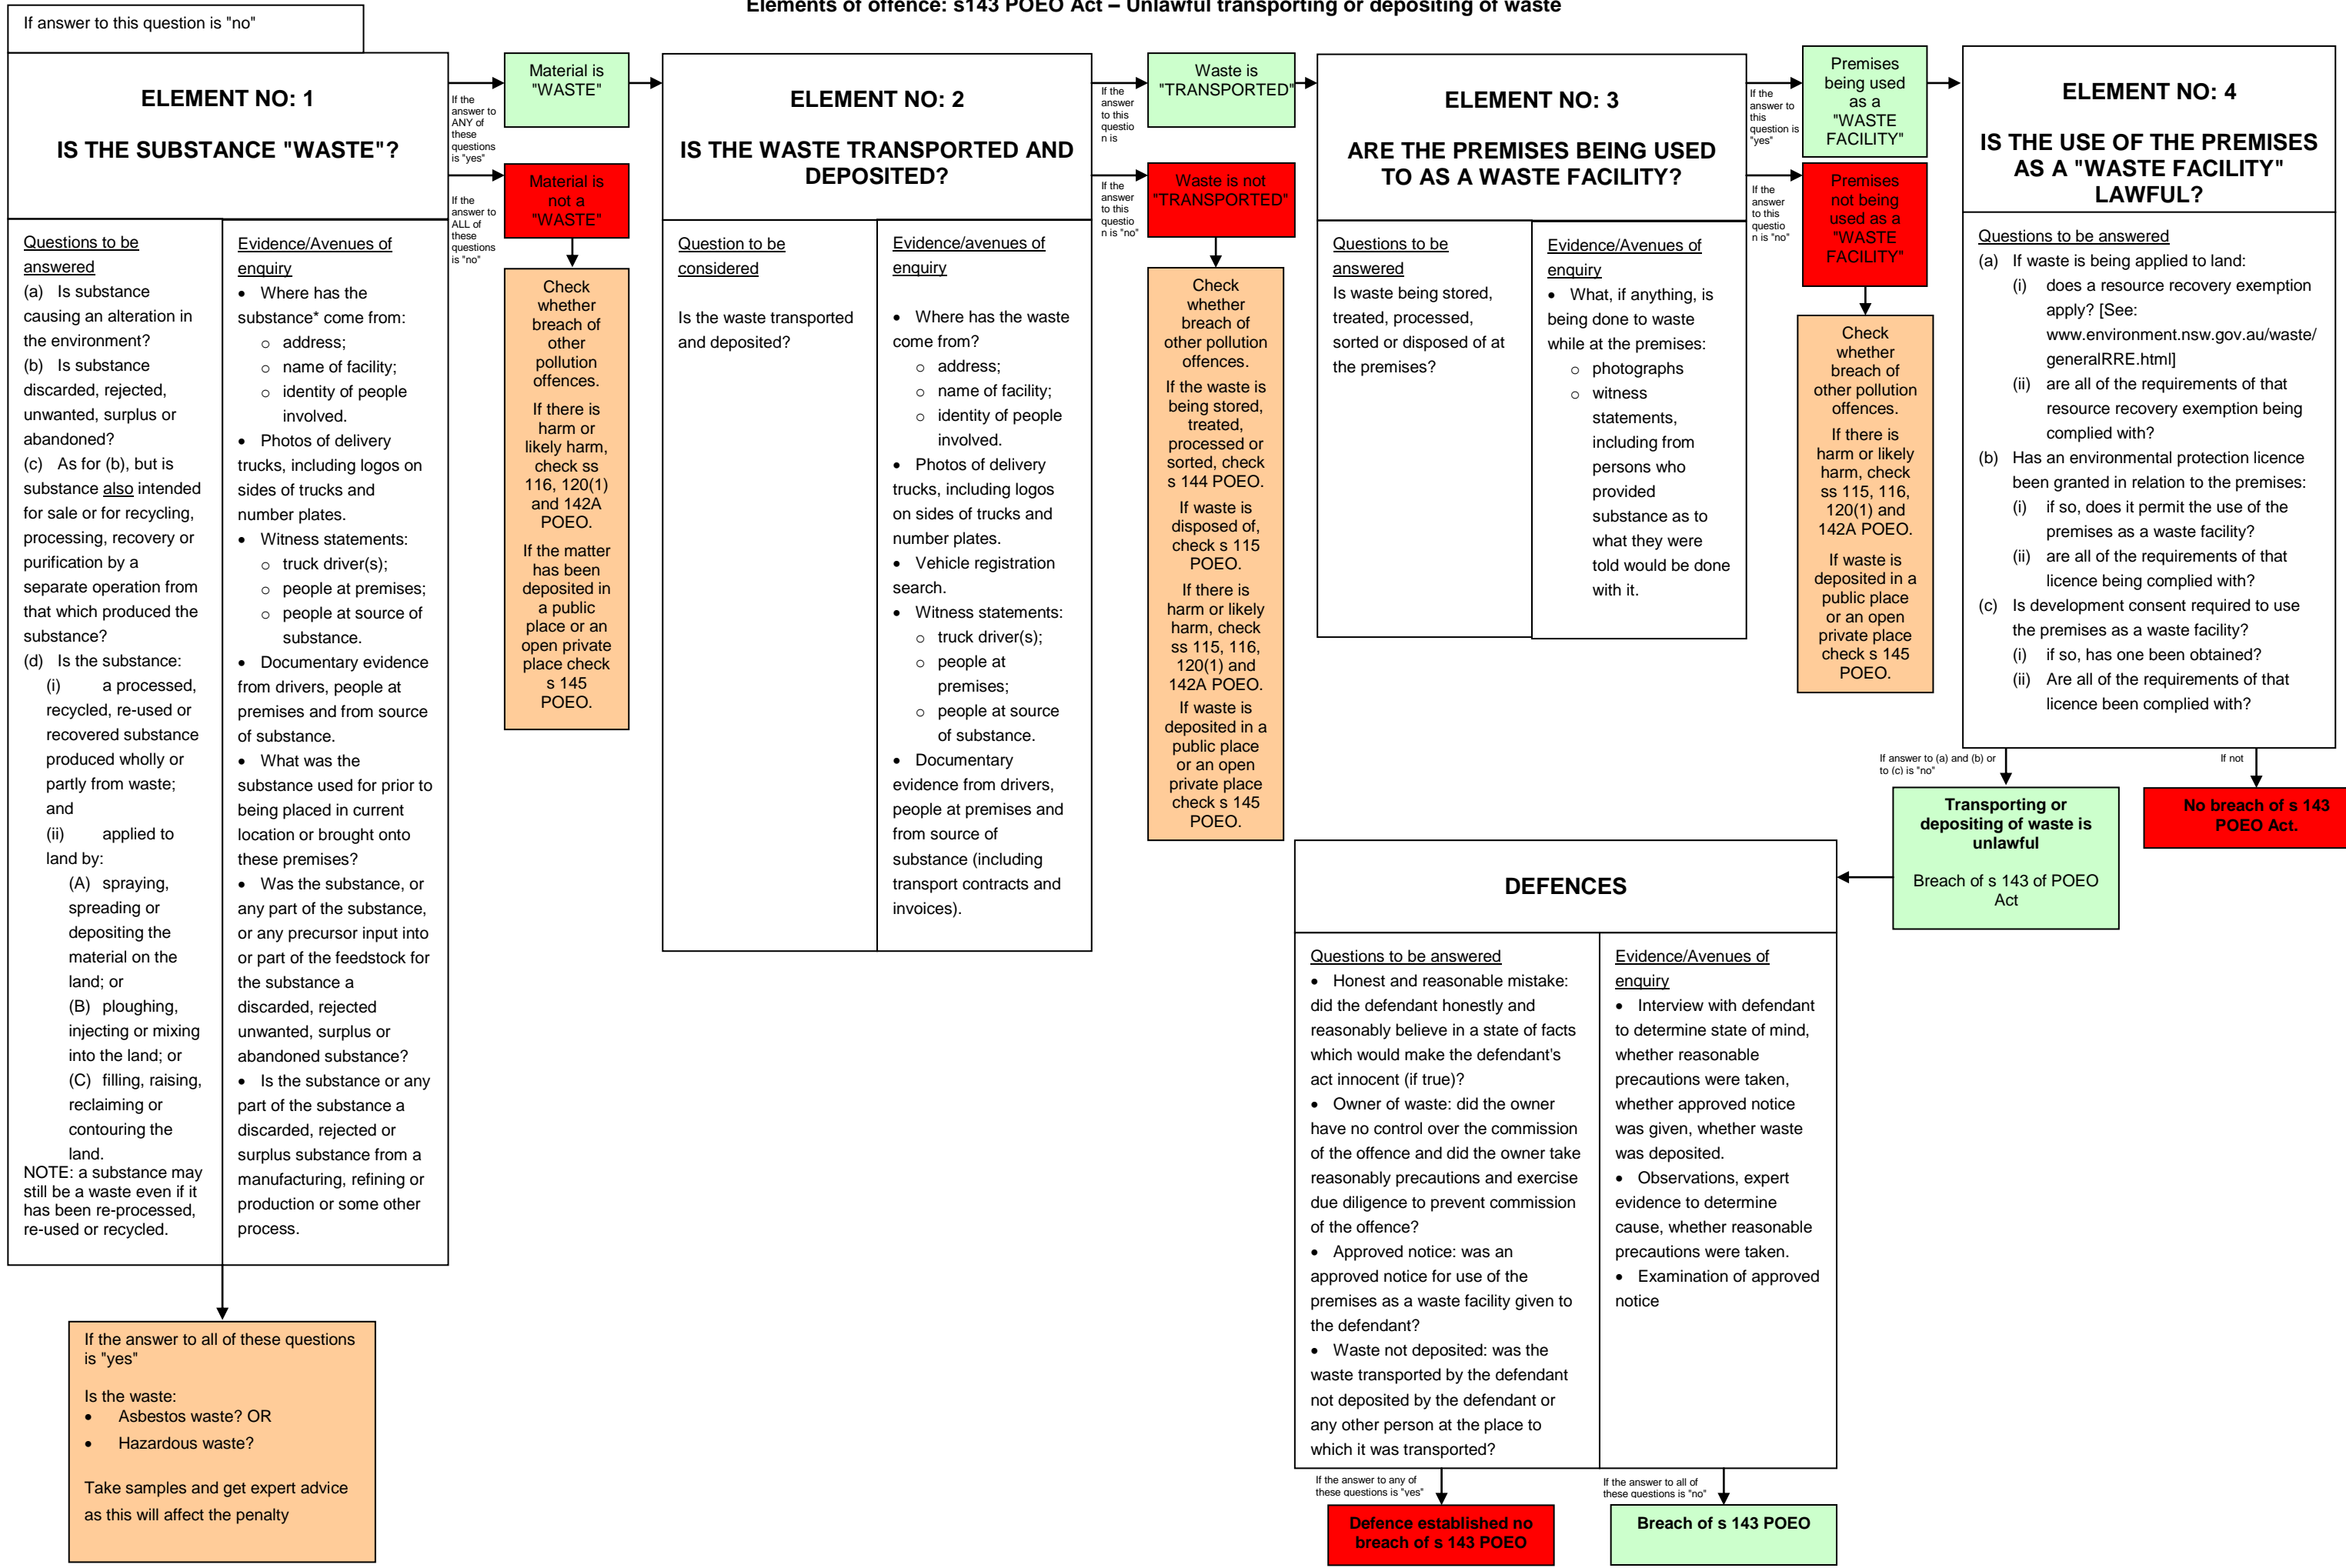 Elements of offence: s143 POEO Act – Unlawful transporting or depositing of waste
If answer to this question is "no"
ELEMENT NO: 1
IS THE SUBSTANCE "WASTE"?
Questions to be
answered
(a) Is substance
causing an alteration in
the environment?
(b) Is substance
discarded, rejected,
unwanted, surplus or
abandoned?
(c) As for (b), but is
substance also intended
for sale or for recycling,
processing, recovery or
purification by a
separate operation from
that which produced the
substance?
(d) Is the substance:
(i) a processed,
recycled, re-used or
recovered substance
produced wholly or
partly from waste;
and
(ii) applied to
land by:
(A) spraying,
spreading or
depositing the
material on the
land; or
(B) ploughing,
injecting or mixing
into the land; or
(C) filling, raising,
reclaiming or
contouring the
land.
NOTE: a substance may
still be a waste even if it
has been re-processed,
re-used or recycled.
Evidence/Avenues of
enquiry
• Where has the
substance* come from:
o address;
o name of facility;
o identity of people
involved.
• Photos of delivery
trucks, including logos on
sides of trucks and
number plates.
• Witness statements:
o truck driver(s);
o people at premises;
o people at source of
substance.
• Documentary evidence
from drivers, people at
premises and from source
of substance.
• What was the
substance used for prior to
being placed in current
location or brought onto
these premises?
• Was the substance, or
any part of the substance,
or any precursor input into
or part of the feedstock for
the substance a
discarded, rejected
unwanted, surplus or
abandoned substance?
• Is the substance or any
part of the substance a
discarded, rejected or
surplus substance from a
manufacturing, refining or
production or some other
process.
If the answer to all of these questions
is "yes"
Is the waste:
• Asbestos waste? OR
• Hazardous waste?
Take samples and get expert advice
as this will affect the penalty
If the
answer to
ANY of
these
questions
is "yes"
If the
answer to
ALL of
these
questions
is "no"
Material is
"WASTE"
Material is
not a
"WASTE"
Check
whether
breach of
other
pollution
offences.
If there is
harm or
likely harm,
check ss
116, 120(1)
and 142A
POEO.
If the matter
has been
deposited in
a public
place or an
open private
place check
s 145
POEO.
ELEMENT NO: 2
IS THE WASTE TRANSPORTED AND
DEPOSITED?
Question to be
considered
Is the waste transported
and deposited?
Evidence/avenues of
enquiry
• Where has the waste
come from?
o address;
o name of facility;
o identity of people
involved.
• Photos of delivery
trucks, including logos
on sides of trucks and
number plates.
• Vehicle registration
search.
• Witness statements:
o truck driver(s);
o people at
premises;
o people at source
of substance.
• Documentary
evidence from drivers,
people at premises and
from source of
substance (including
transport contracts and
invoices).
If the
answer
to this
questio
n is
If the
answer
to this
questio
n is "no"
Waste is
"TRANSPORTED"
Waste is not
"TRANSPORTED"
Check
whether
breach of
other pollution
offences.
If the waste is
being stored,
treated,
processed or
sorted, check
s 144 POEO.
If waste is
disposed of,
check s 115
POEO.
If there is
harm or likely
harm, check
ss 115, 116,
120(1) and
142A POEO.
If waste is
deposited in a
public place
or an open
private place
check s 145
POEO.
ELEMENT NO: 3
ARE THE PREMISES BEING USED
TO AS A WASTE FACILITY?
Questions to be
answered
Is waste being stored,
treated, processed,
sorted or disposed of at
the premises?
Evidence/Avenues of
enquiry
• What, if anything, is
being done to waste
while at the premises:
o photographs
o witness
statements,
including from
persons who
provided
substance as to
what they were
told would be done
with it.
If the
answer to
this
question is
"yes"
If the
answer
to this
questio
n is "no"
Premises
being used
as a
"WASTE
FACILITY"
Premises
not being
used as a
"WASTE
FACILITY"
Check
whether
breach of
other pollution
offences.
If there is
harm or likely
harm, check
ss 115, 116,
120(1) and
142A POEO.
If waste is
deposited in a
public place
or an open
private place
check s 145
POEO.
ELEMENT NO: 4
IS THE USE OF THE PREMISES
AS A "WASTE FACILITY"
LAWFUL?
Questions to be answered
(a) If waste is being applied to land:
(i) does a resource recovery exemption
apply? [See:
www.environment.nsw.gov.au/waste/
generalRRE.html]
(ii) are all of the requirements of that
resource recovery exemption being
complied with?
(b) Has an environmental protection licence
been granted in relation to the premises:
(i) if so, does it permit the use of the
premises as a waste facility?
(ii) are all of the requirements of that
licence being complied with?
(c) Is development consent required to use
the premises as a waste facility?
(i) if so, has one been obtained?
(ii) Are all of the requirements of that
licence been complied with?
If answer to (a) and (b) or
to (c) is "no"
If not
Transporting or
depositing of waste is
unlawful
Breach of s 143 of POEO
Act
No breach of s 143
POEO Act.
DEFENCES
Questions to be answered
• Honest and reasonable mistake:
did the defendant honestly and
reasonably believe in a state of facts
which would make the defendant's
act innocent (if true)?
• Owner of waste: did the owner
have no control over the commission
of the offence and did the owner take
reasonably precautions and exercise
due diligence to prevent commission
of the offence?
• Approved notice: was an
approved notice for use of the
premises as a waste facility given to
the defendant?
• Waste not deposited: was the
waste transported by the defendant
not deposited by the defendant or
any other person at the place to
which it was transported?
Evidence/Avenues of
enquiry
• Interview with defendant
to determine state of mind,
whether reasonable
precautions were taken,
whether approved notice
was given, whether waste
was deposited.
• Observations, expert
evidence to determine
cause, whether reasonable
precautions were taken.
• Examination of approved
notice
If the answer to any of
these questions is "yes"
If the answer to all of
these questions is "no"
Defence established no
breach of s 143 POEO
Breach of s 143 POEO